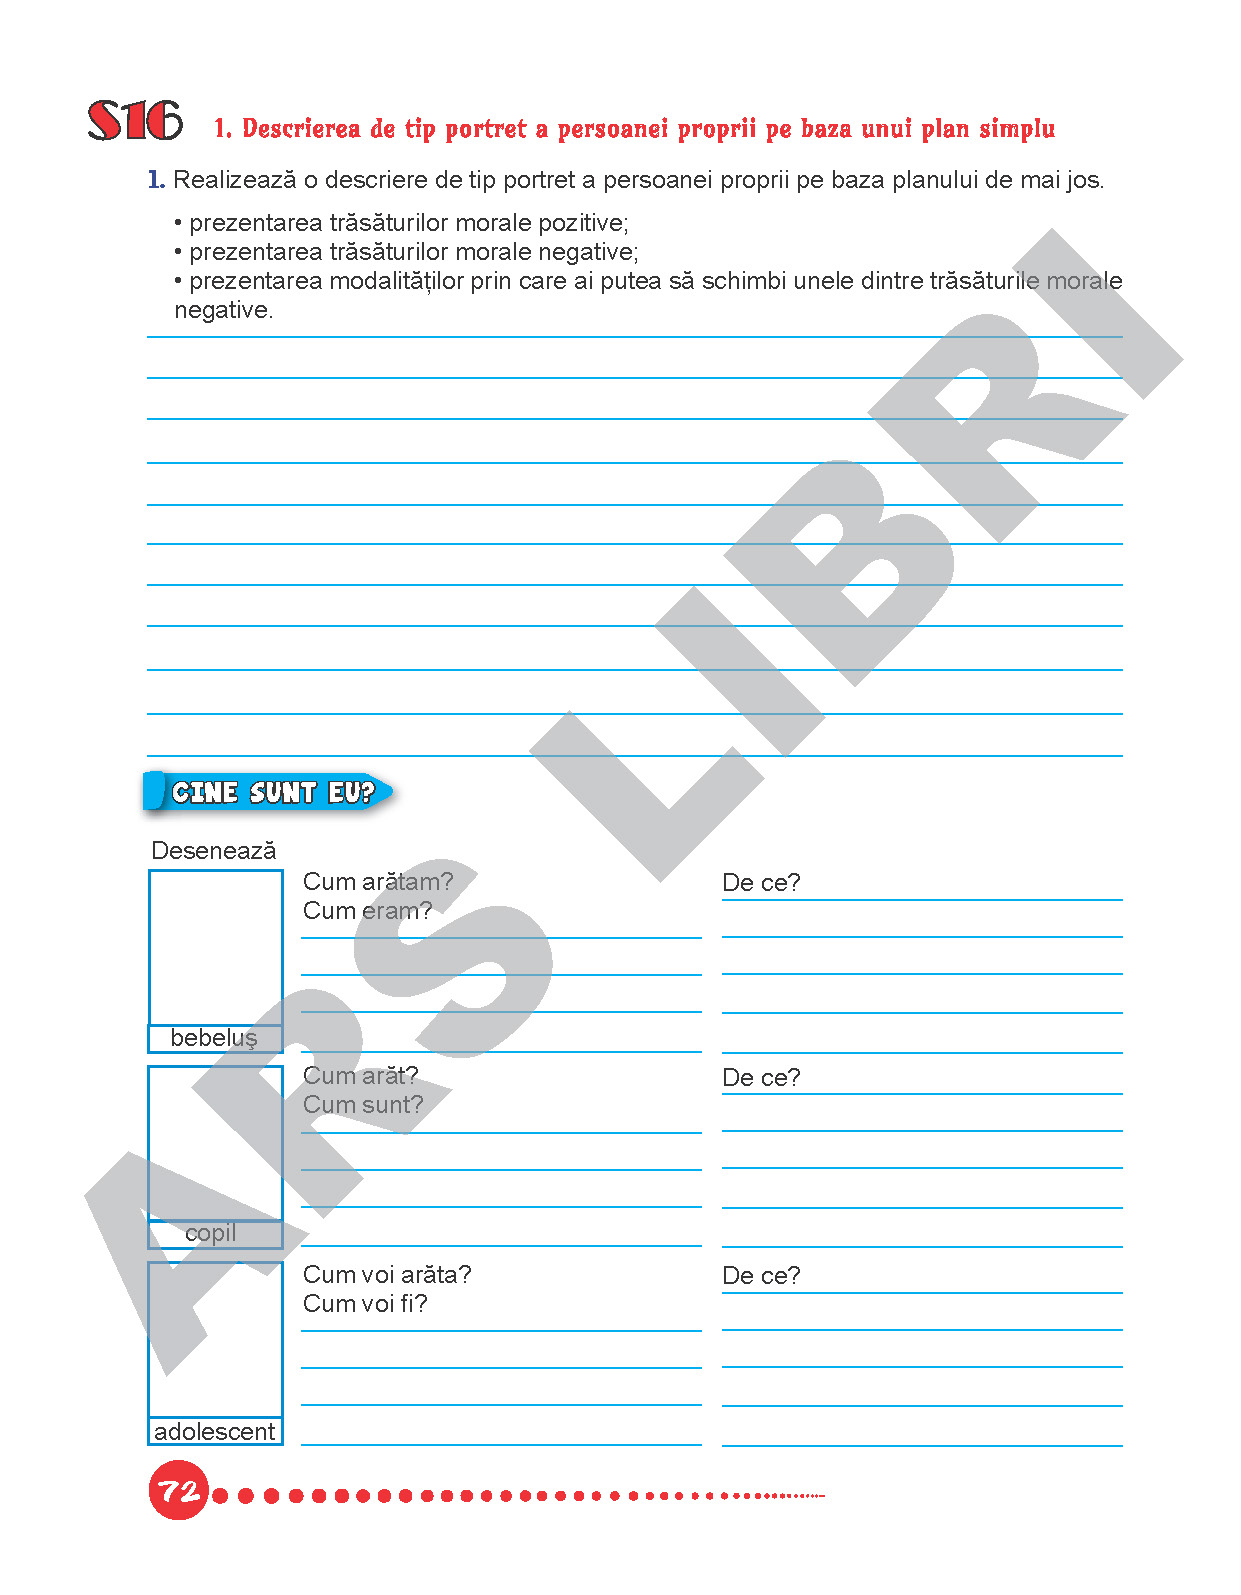 S16
1. Descrierea de tip portret a persoanei proprii pe baza unui plan simplu
1. Realizează o descriere de tip portret a persoanei proprii pe baza planului de mai jos.
• prezentarea trăsăturilor morale pozitive;
• prezentarea trăsăturilor morale negative;
• prezentarea modalităților prin care ai putea să schimbi unele dintre trăsăturile morale
negative.
CINE SUNT EU?
Desenează
Cum arătam?
Cum eram?
De ce?
bebeluş
Cum arăt?
Cum sunt?
De ce?
copil
Cum voi arăta?
Cum voi fi?
De ce?
adolescent
72
ARS LIBRI